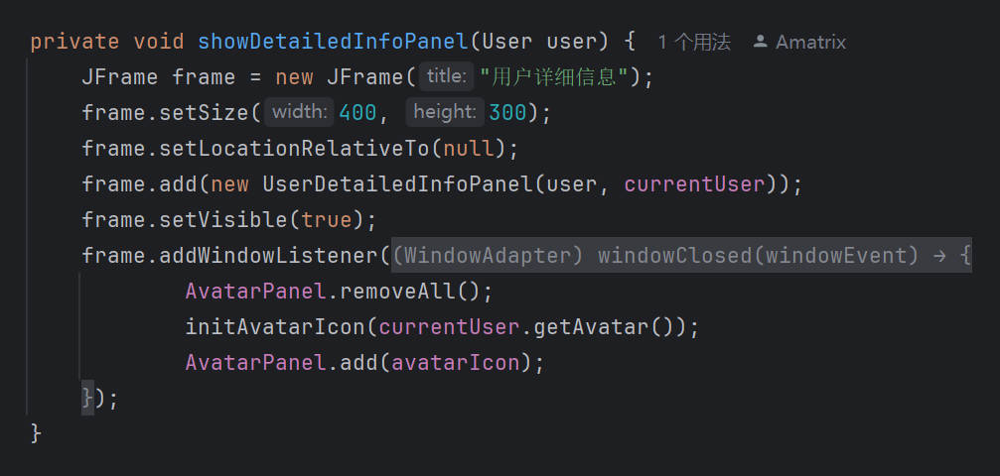 private void showDetailedInfoPanel(User user) { 1 个用法 Amatrix
JFrame frame = new JFrame( title: "用户详细信息");
frame.setSize( width: 400, height: 300);
frame.setLocationRelativeTo(null);
frame.add(new UserDetailedInfoPanel(user, currentUser));
frame.setVisible(true);
frame.addWindowListener((WindowAdapter) windowClosed(windowEvent) → {
AvatarPanel.removeAll();
initAvatarIcon(currentUser.getAvatar());
AvatarPanel.add(avatarIcon);
});
}